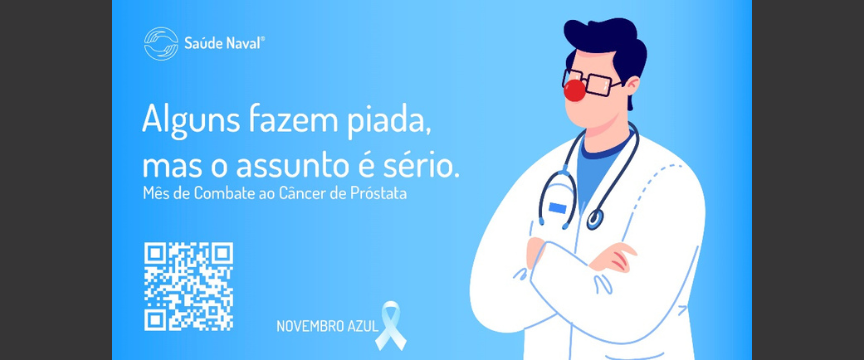 Saúde Naval®
Alguns fazem piada,
mas o assunto é sério.
Mês de Combate ao Câncer de Próstata
NOVEMBRO AZUL